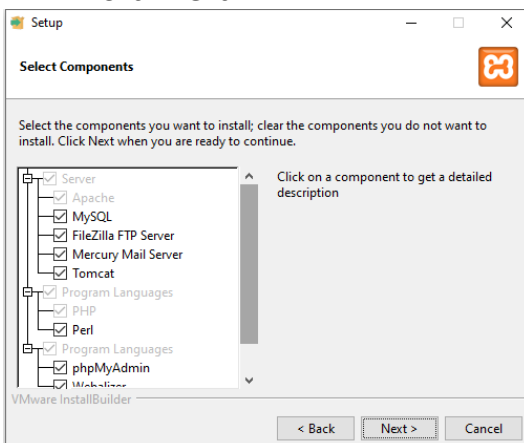 Setup
Select Components
Select the components you want to install; clear the components you do not want to
install. Click Next when you are ready to continue.
Server
Apache
MySQL
FileZilla FTP Server
Mercury Mail Server
Tomcat
Program Languages
PHP
Perl
Program Languages
phpMyAdmin
Webalizer
Click on a component to get a detailed
description
VMware InstallBuilder
< Back
Next >
Cancel